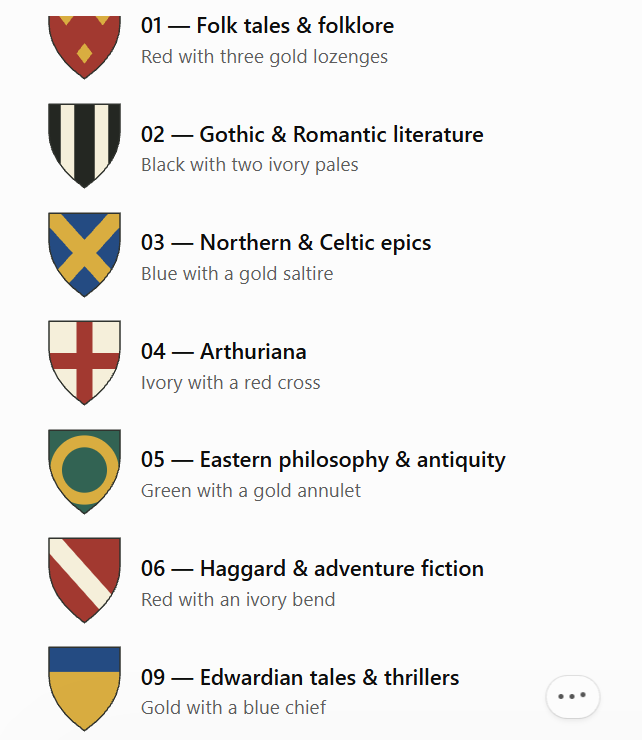 01 — Folk tales & folklore
Red with three gold lozenges
02 — Gothic & Romantic literature
Black with two ivory pales
03 — Northern & Celtic epics
Blue with a gold saltire
04 — Arthuriana
Ivory with a red cross
05 — Eastern philosophy & antiquity
Green with a gold annulet
06 — Haggard & adventure fiction
Red with an ivory bend
09 — Edwardian tales & thrillers
Gold with a blue chief